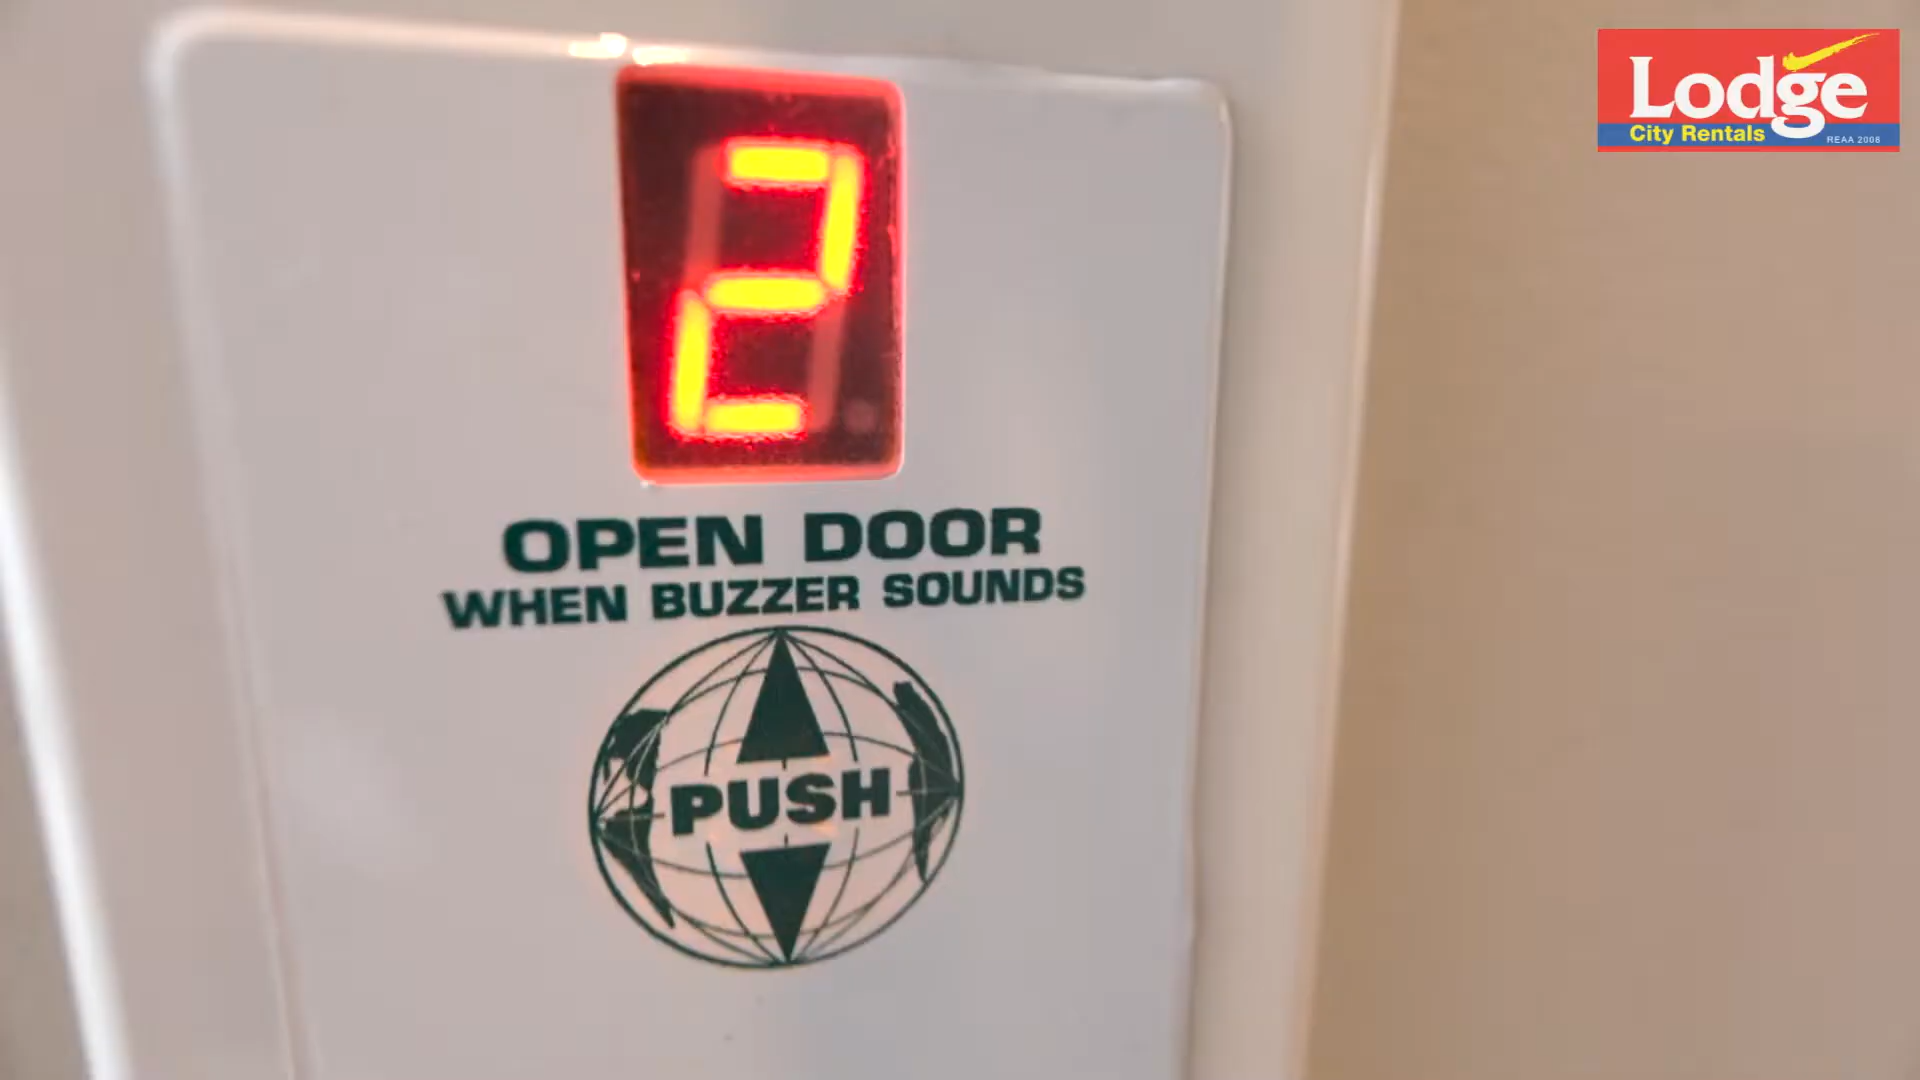 Lodge
City Rentals
REAA 2008
2
OPEN DOOR
WHEN BUZZER SOUNDS
PUSH